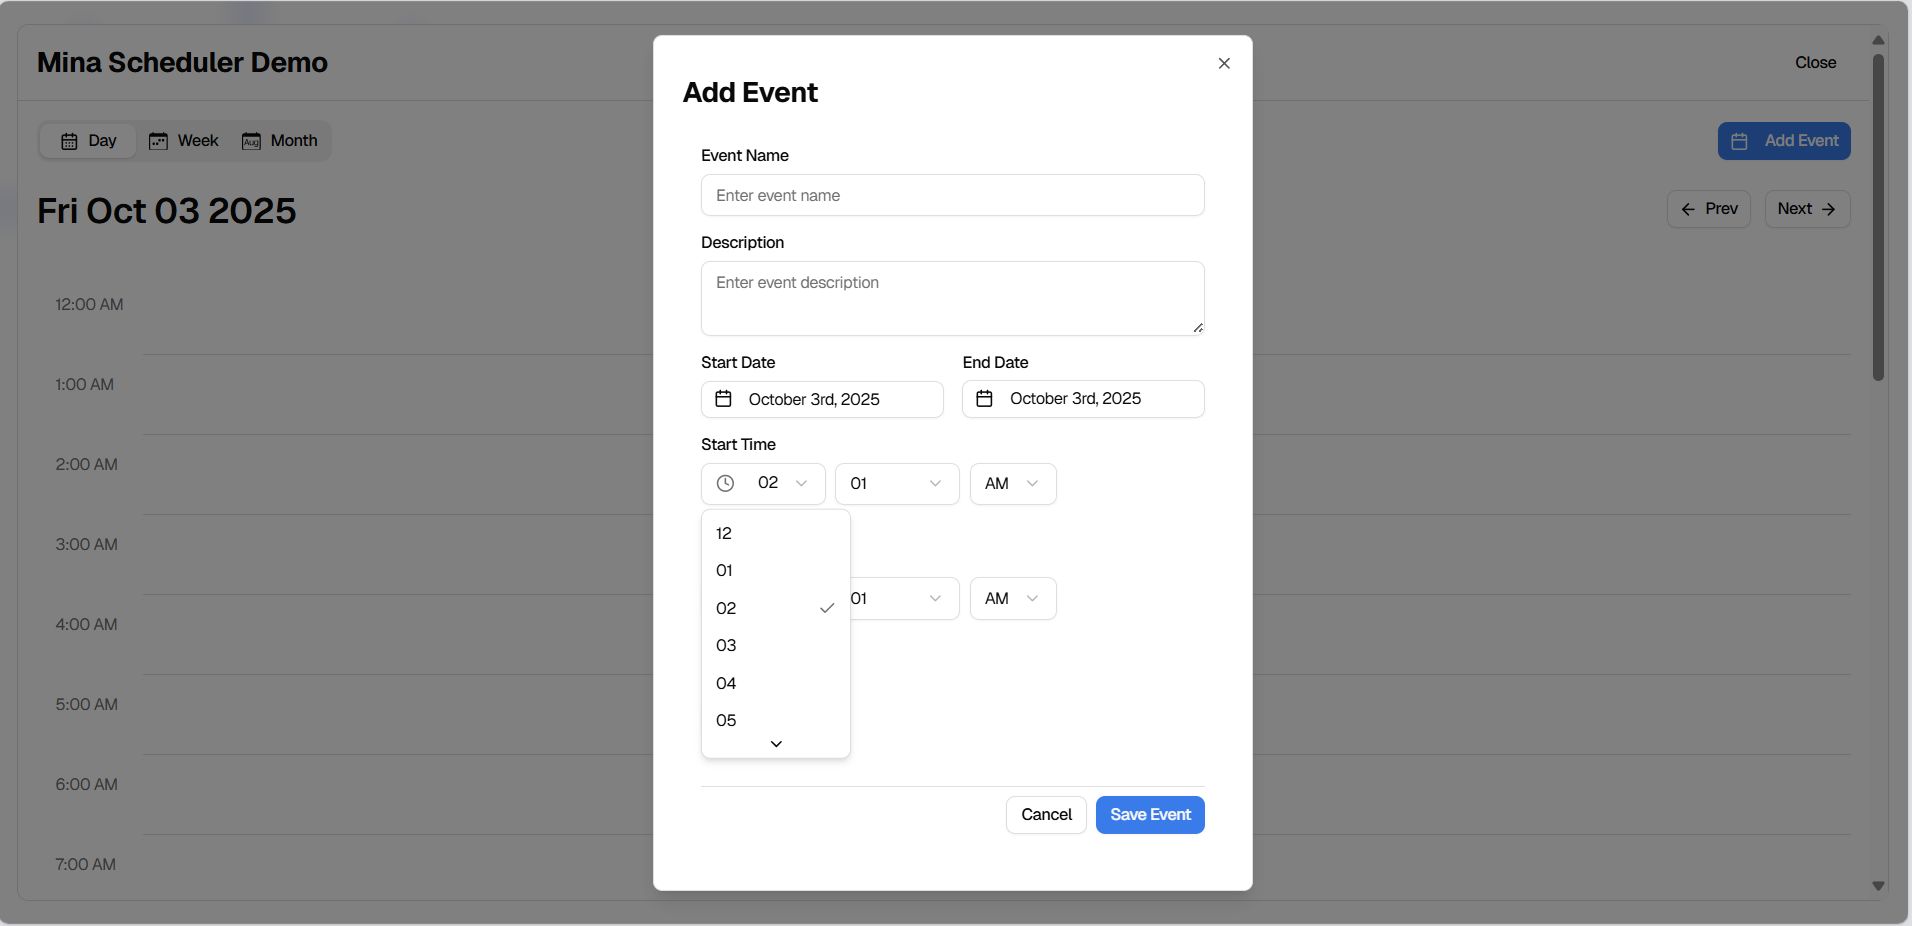 Mina Scheduler Demo
Close
Day
Week
Aug
Month
Add Event
Fri Oct 03 2025
Prev
Next
12:00 AM
1:00 AM
2:00 AM
3:00 AM
4:00 AM
5:00 AM
6:00 AM
7:00 AM
Add Event
Event Name
Enter event name
Description
Enter event description
Start Date
End Date
October 3rd, 2025
October 3rd, 2025
Start Time
02
01
AM
12
01
02
03
04
05
01
AM
Cancel
Save Event